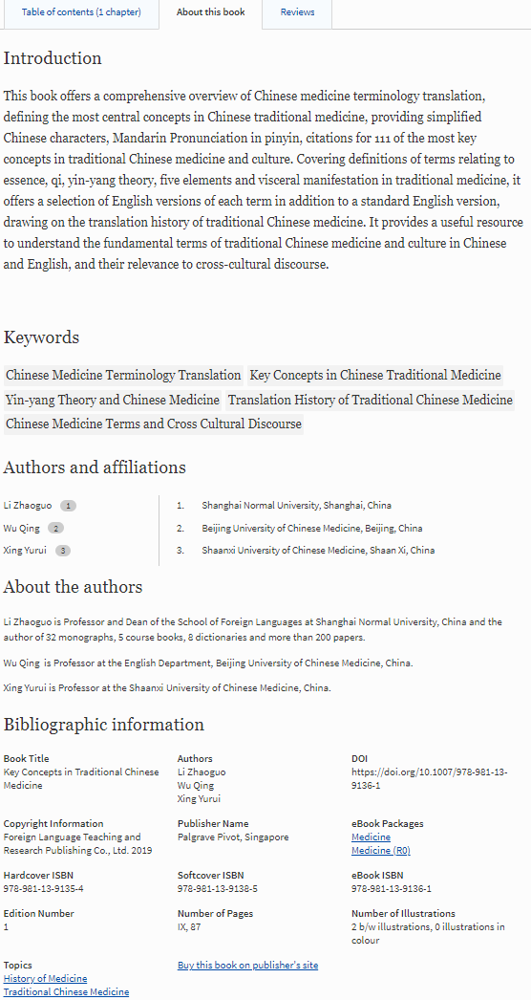 Table of contents (1 chapter) About this book Reviews
Introduction
This book offers a comprehensive overview of Chinese medicine terminology translation,
defining the most central concepts in Chinese traditional medicine, providing simplified
Chinese characters, Mandarin Pronunciation in pinyin, citations for 111 of the most key
concepts in traditional Chinese medicine and culture. Covering definitions of terms relating to
essence, qi, yin-yang theory, five elements and visceral manifestation in traditional medicine, it
offers a selection of English versions of each term in addition to a standard English version,
drawing on the translation history of traditional Chinese medicine. It provides a useful resource
to understand the fundamental terms of traditional Chinese medicine and culture in Chinese
and English, and their relevance to cross-cultural discourse.
Keywords
Chinese Medicine Terminology Translation Key Concepts in Chinese Traditional Medicine
Yin-yang Theory and Chinese Medicine Translation History of Traditional Chinese Medicine
Chinese Medicine Terms and Cross Cultural Discourse
Authors and affiliations
Li Zhaoguo 1 1. Shanghai Normal University, Shanghai, China
Wu Qing 2 2. Beijing University of Chinese Medicine, Beijing, China
Xing Yurui 3 3. Shaanxi University of Chinese Medicine, Shaan Xi, China
About the authors
Li Zhaoguo is Professor and Dean of the School of Foreign Languages at Shanghai Normal University, China and the
author of 32 monographs, 5 course books, 8 dictionaries and more than 200 papers.
Wu Qing is Professor at the English Department, Beijing University of Chinese Medicine, China.
Xing Yurui is Professor at the Shaanxi University of Chinese Medicine, China.
Bibliographic information
Book Title
Key Concepts in Traditional Chinese
Medicine
Authors
Li Zhaoguo
Wu Qing
Xing Yurui
DOI
https://doi.org/10.1007/978-981-13-
9136-1
Copyright Information
Foreign Language Teaching and
Research Publishing Co., Ltd. 2019
Publisher Name
Palgrave Pivot, Singapore
eBook Packages
Medicine
Medicine (R0)
Hardcover ISBN
978-981-13-9135-4
Softcover ISBN
978-981-13-9138-5
eBook ISBN
978-981-13-9136-1
Edition Number
1
Number of Pages
IX, 87
Number of Illustrations
2 b/w illustrations, 0 illustrations in
colour
Topics
History of Medicine
Traditional Chinese Medicine
Buy this book on publisher's site